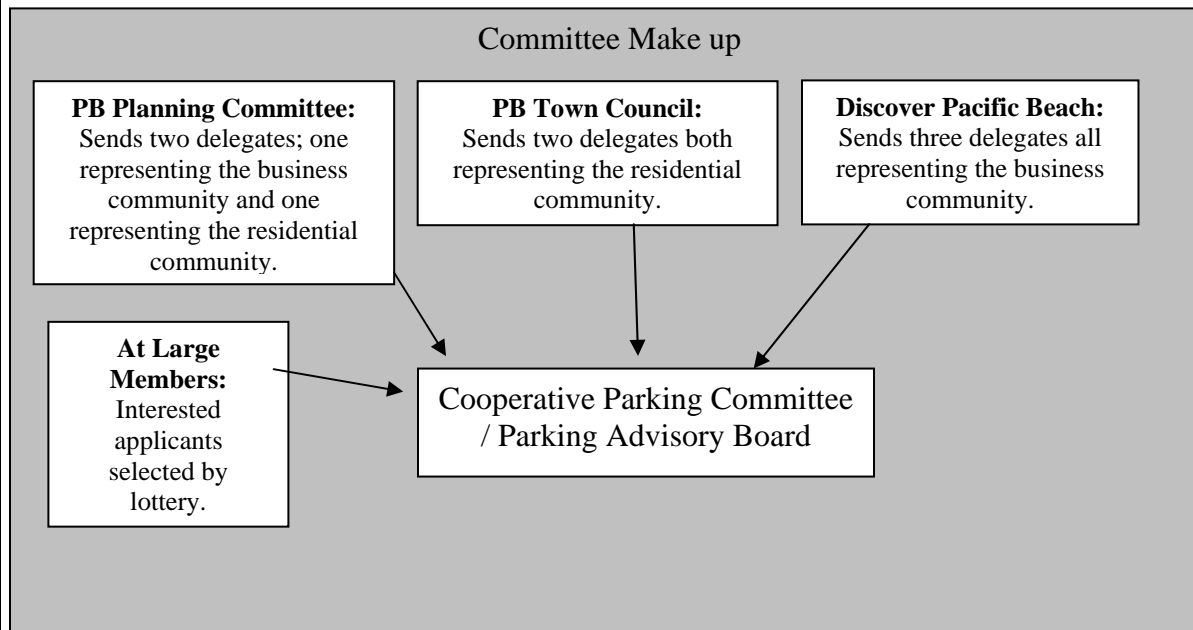 Committee Make up
PB Planning Committee:
Sends two delegates; one
representing the business
community and one
representing the residential
community.
PB Town Council:
Sends two delegates both
representing the residential
community.
Discover Pacific Beach:
Sends three delegates all
representing the business
community.
At Large
Members:
Interested
applicants
selected by
lottery.
Cooperative Parking Committee
/ Parking Advisory Board